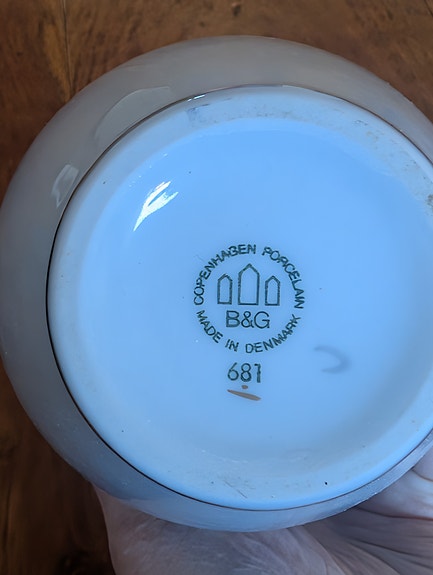 COPENHAGEN PORCELAIN
B&G
MADE IN DENMARK
681